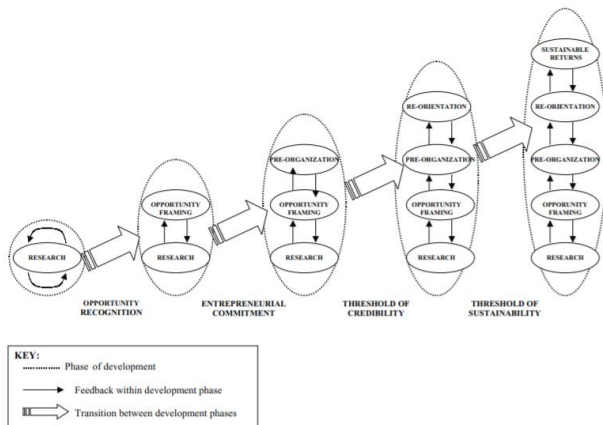 RESEARCH
OPPORTUNITY
FRAMING
RESEARCH
PRE-ORGANIZATION
OPPORTUNITY
FRAMING
RESEARCH
RE-ORIENTATION
PRE-ORGANIZATION
OPPORTUNITY
FRAMING
RESEARCH
SUSTAINABLE
RETURNS
RE-ORIENTATION
PRE-ORGANIZATION
OPPORUNITY
FRAMING
RESEARCH
OPPORTUNITY
RECOGNITION
ENTREPRENEURIAL
COMMITMENT
THRESHOLD OF
CREDIBILITY
THRESHOLD OF
SUSTAINABILITY
KEY:
Phase of development
Feedback within development phase
Transition between development phases